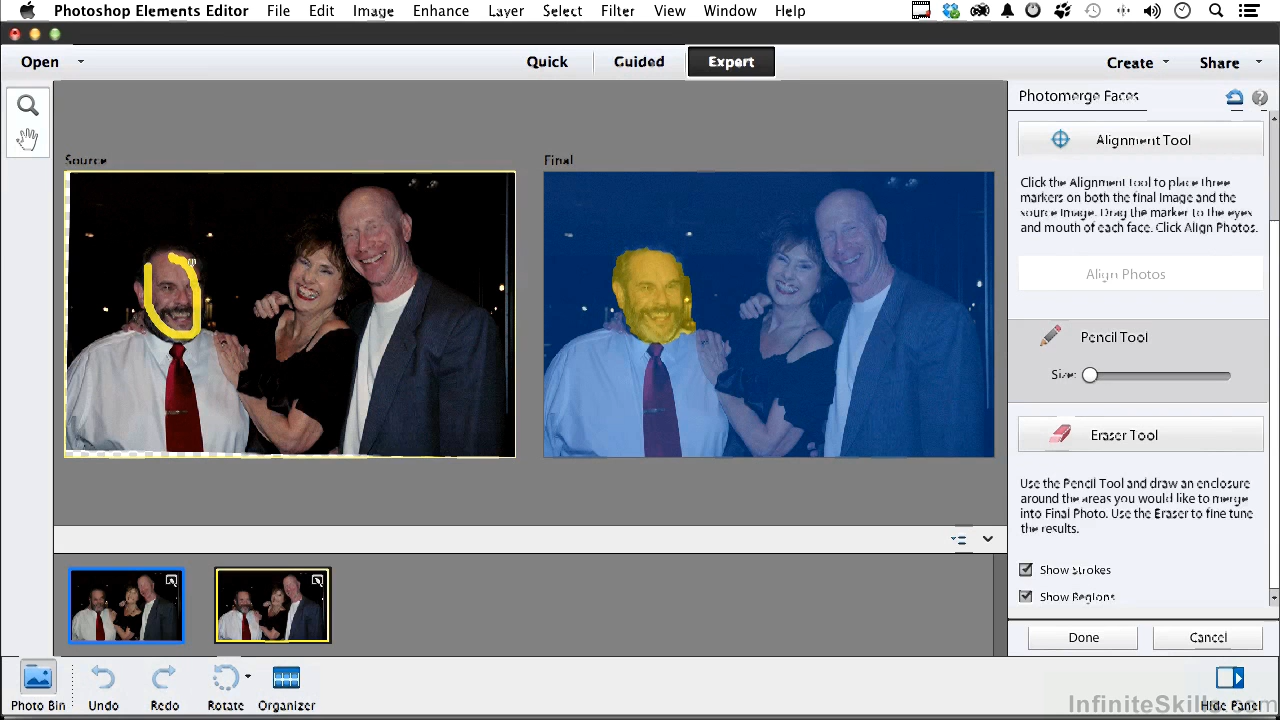 Photoshop Elements Editor File Edit Image Enhance Layer Select Filter View Window Help
Open Quick Guided Expert Create Share
Photomerge Faces
Alignment Tool
Source Final
Click the Alignment tool to place three
markers on both the final image and the
source image. Drag the marker to the eyes
and mouth of each face. Click Align Photos.
Align Photos
Pencil Tool
Size:
Eraser Tool
Use the Pencil Tool and draw an enclosure
around the areas you would like to merge
into Final Photo. Use the Eraser to fine tune
the results.
Show Strokes
Show Regions
Done Cancel
Photo Bin Undo Redo Rotate Organizer Hide Panel
InfiniteSkills.com